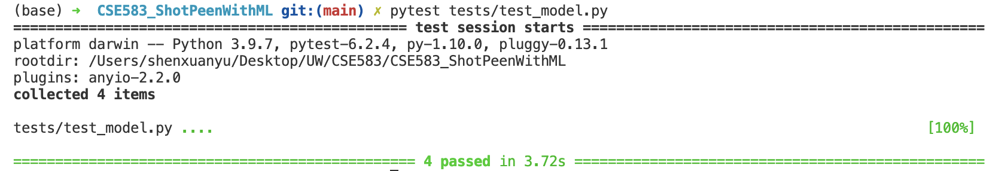 (base) ➜  CSE583_ShotPeenWithML git:(main) ✗ pytest tests/test_model.py
=============================================== test session starts ================================================
platform darwin -- Python 3.9.7, pytest-6.2.4, py-1.10.0, pluggy-0.13.1
rootdir: /Users/shenxuanyu/Desktop/UW/CSE583/CSE583_ShotPeenWithML
plugins: anyio-2.2.0
collected 4 items
tests/test_model.py .... [100%]
================================================ 4 passed in 3.72s =================================================